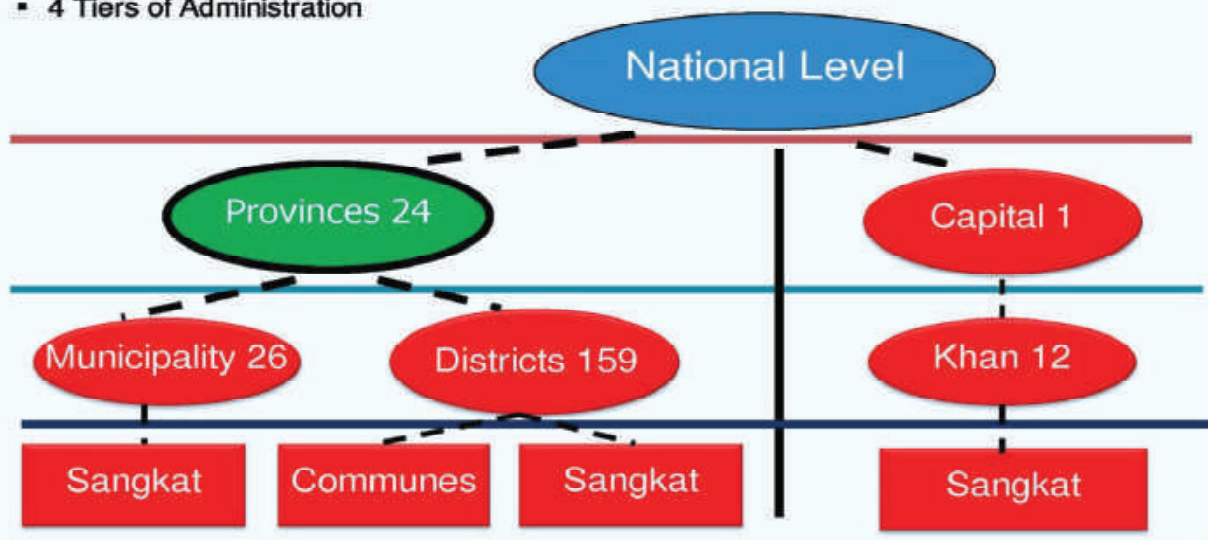 ▪ 4 Tiers of Administration
National Level
Provinces 24
Capital 1
Municipality 26
Districts 159
Khan 12
Sangkat
Communes
Sangkat
Sangkat